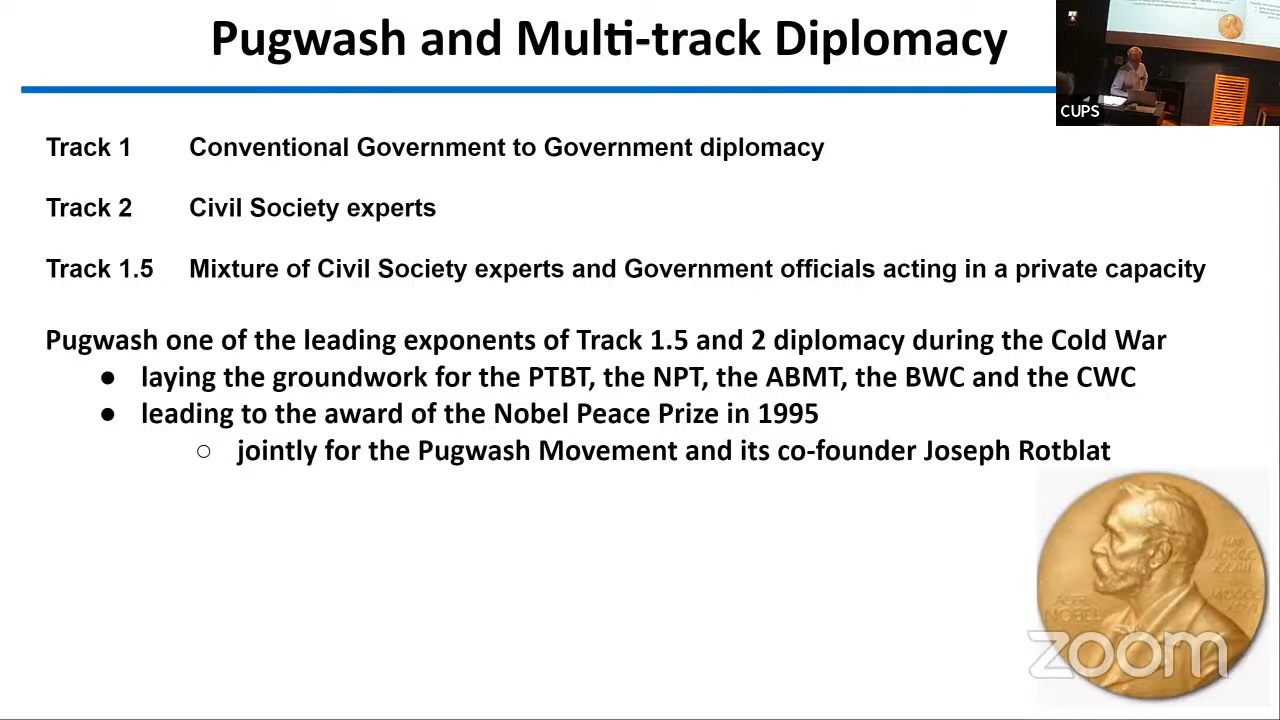 Pugwash and Multi-track Diplomacy
CUPS
Track 1 Conventional Government to Government diplomacy
Track 2 Civil Society experts
Track 1.5 Mixture of Civil Society experts and Government officials acting in a private capacity
Pugwash one of the leading exponents of Track 1.5 and 2 diplomacy during the Cold War
● laying the groundwork for the PTBT, the NPT, the ABMT, the BWC and the CWC
● leading to the award of the Nobel Peace Prize in 1995
○ jointly for the Pugwash Movement and its co-founder Joseph Rotblat
zoom